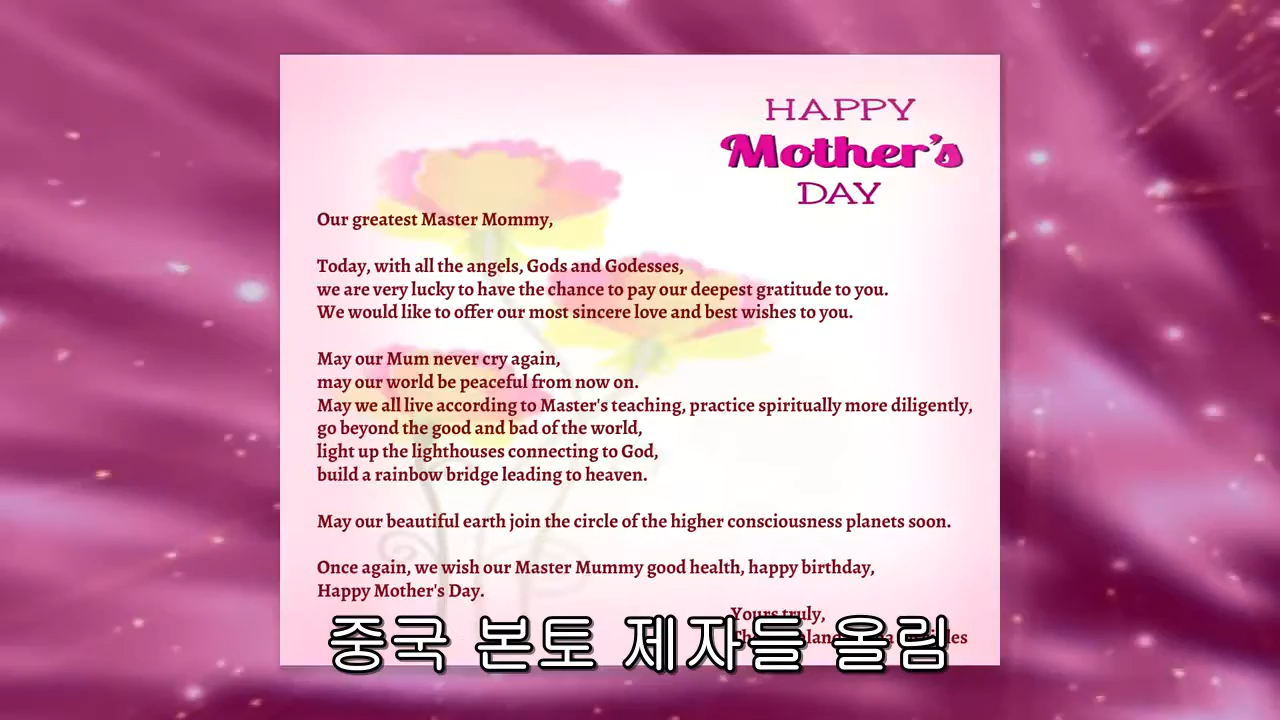 HAPPY
Mother's
DAY
Our greatest Master Mommy,
Today, with all the angels, Gods and Godesses,
we are very lucky to have the chance to pay our deepest gratitude to you.
We would like to offer our most sincere love and best wishes to you.
May our Mum never cry again,
may our world be peaceful from now on.
May we all live according to Master's teaching, practice spiritually more diligently,
go beyond the good and bad of the world,
light up the lighthouses connecting to God,
build a rainbow bridge leading to heaven.
May our beautiful earth join the circle of the higher consciousness planets soon.
Once again, we wish our Master Mummy good health, happy birthday,
Happy Mother's Day.
Yours truly,
중국 본토 제자들 올림